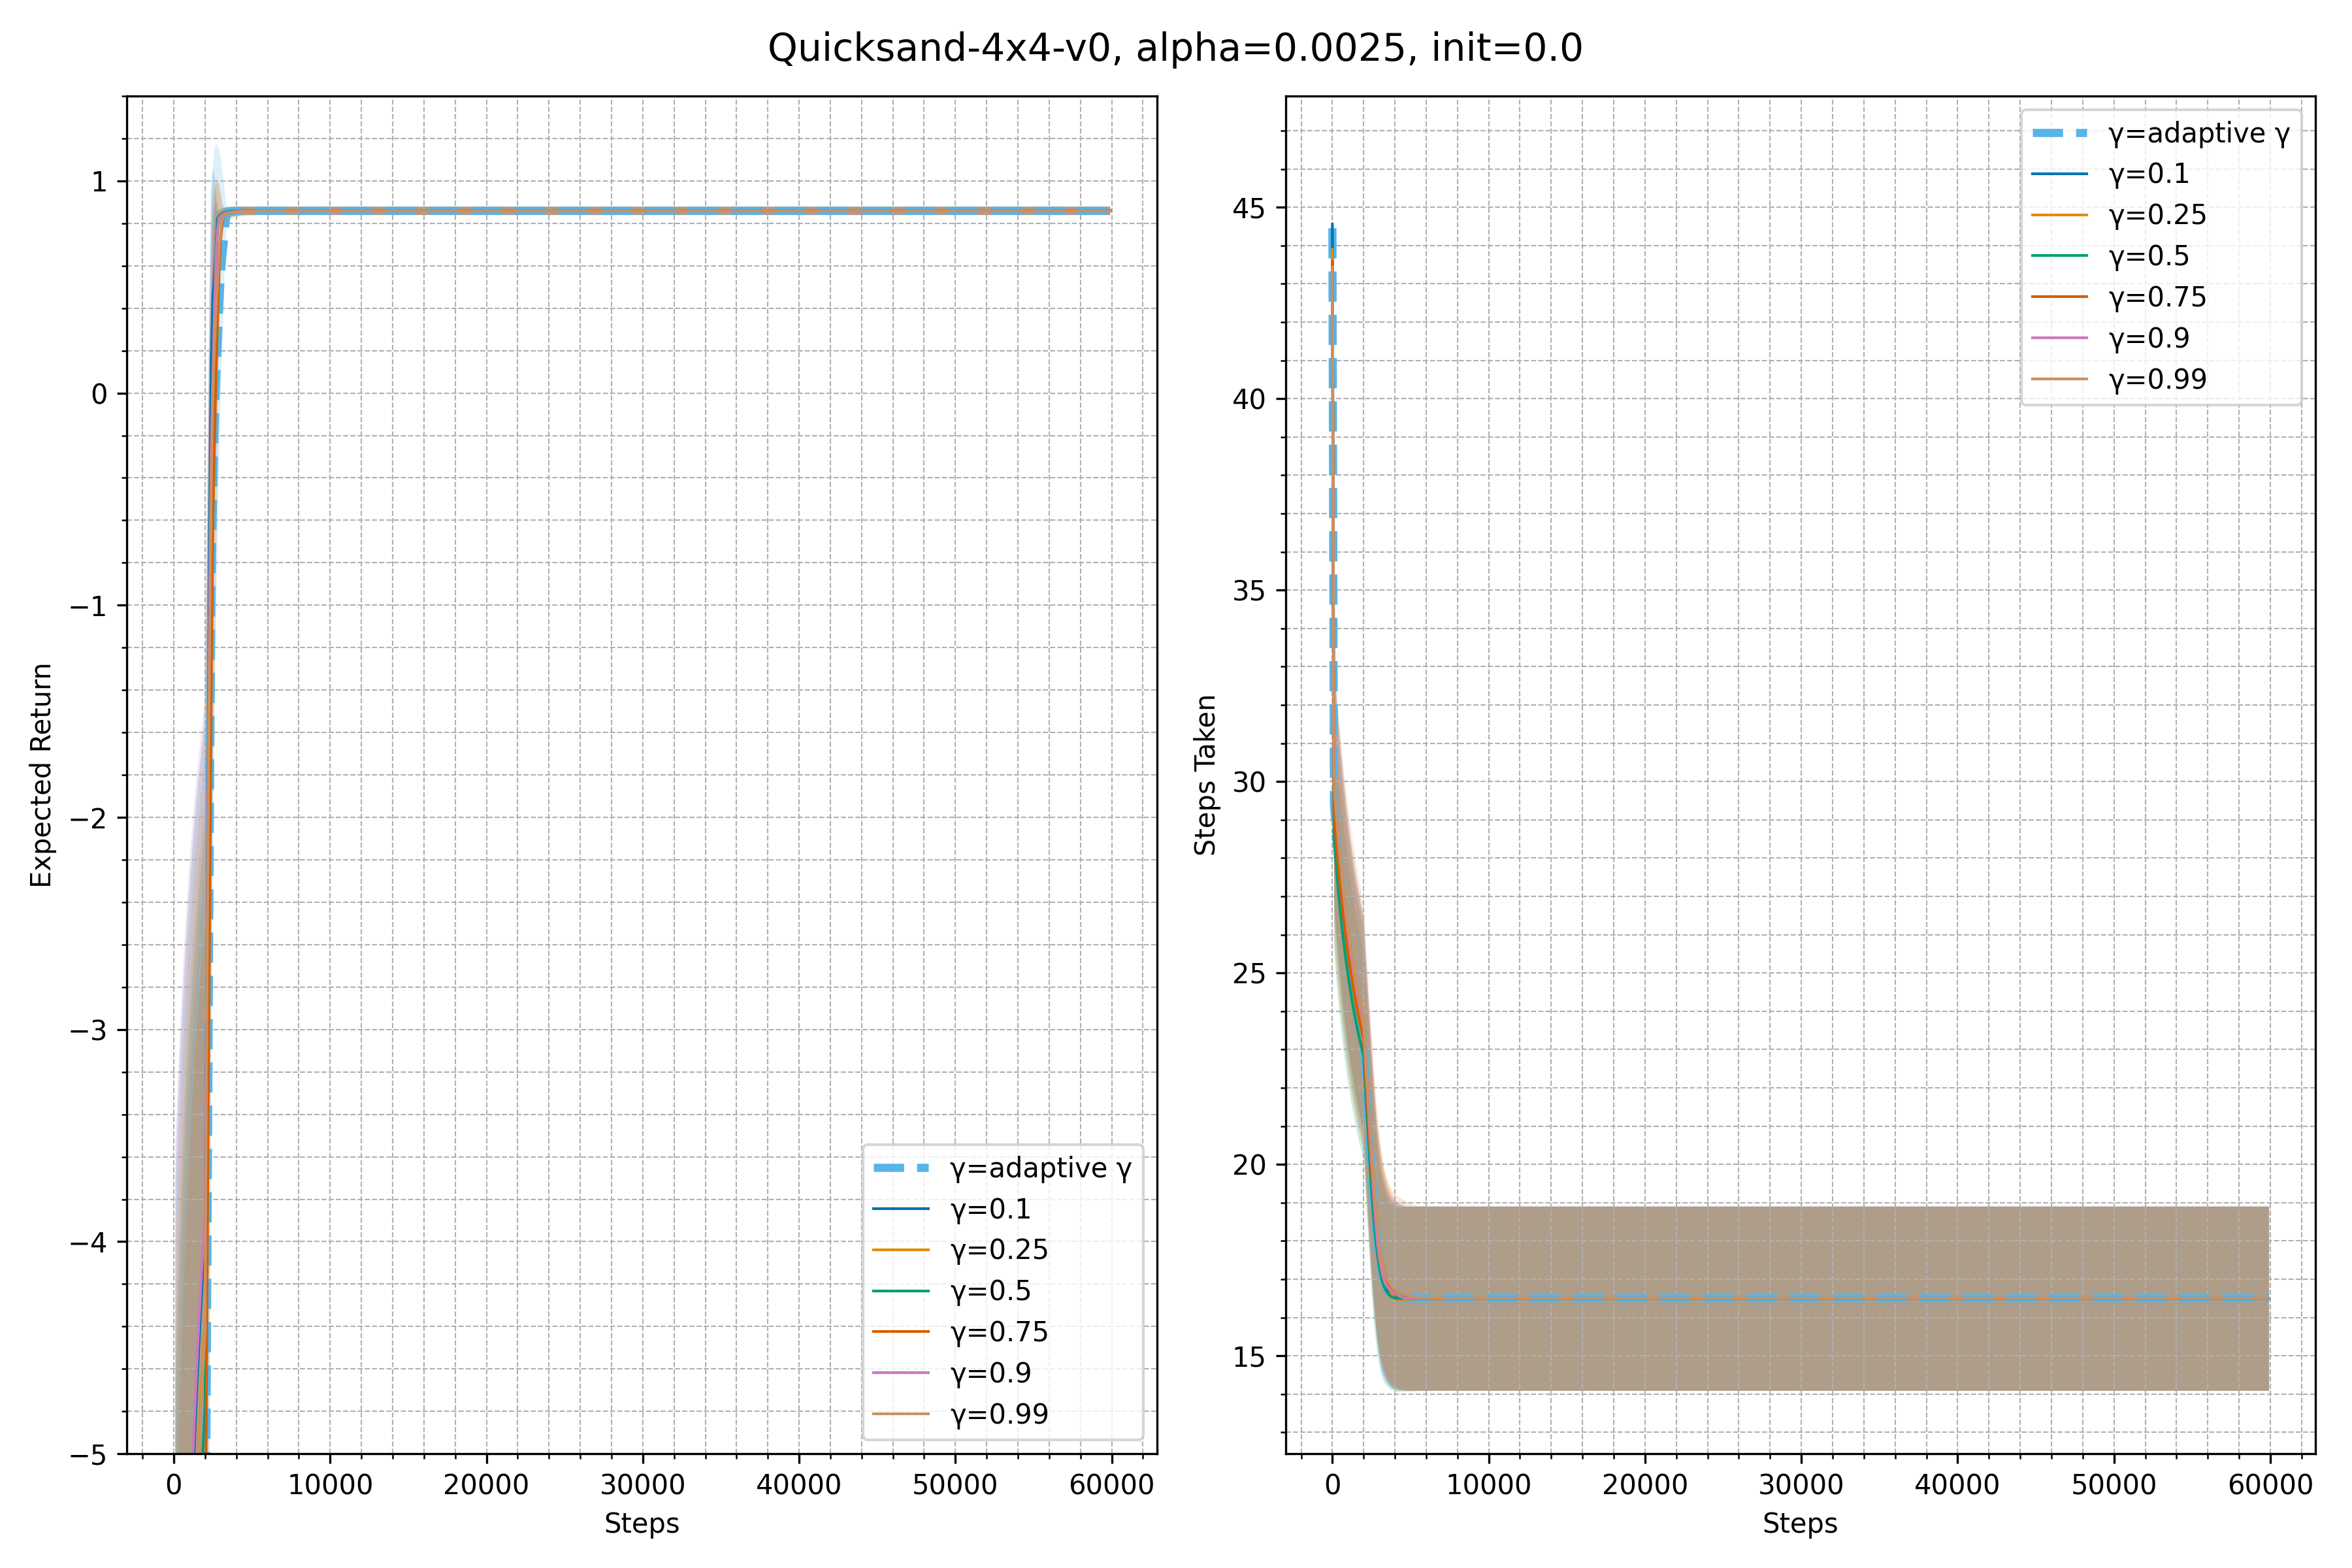 Quicksand-4x4-v0, alpha=0.0025, init=0.0
Expected Return
1
0
−1
−2
−3
−4
−5
0
10000
20000
30000
40000
50000
60000
Steps
γ=adaptive γ
γ=0.1
γ=0.25
γ=0.5
γ=0.75
γ=0.9
γ=0.99
Steps Taken
45
40
35
30
25
20
15
0
10000
20000
30000
40000
50000
60000
Steps
γ=adaptive γ
γ=0.1
γ=0.25
γ=0.5
γ=0.75
γ=0.9
γ=0.99